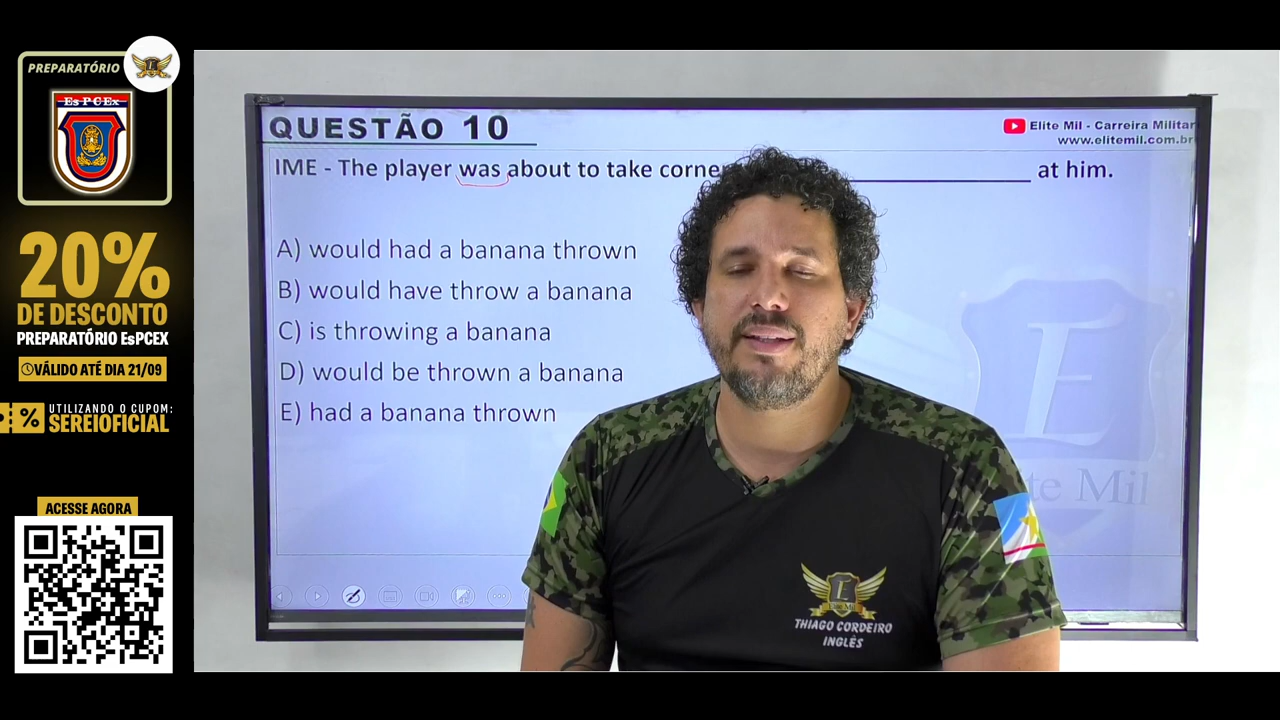 PREPARATÓRIO
EsPCEx
20%
DE DESCONTO
PREPARATÓRIO EsPCEX
VÁLIDO ATÉ DIA 21/09
%
UTILIZANDO O CUPOM:
SEREIOFICIAL
ACESSE AGORA
QUESTÃO 10
Elite Mil - Carreira Militar
www.elitemil.com.br
IME - The player was about to take at him.
A) would had a banana thrown
B) would have throw a banana
C) is throwing a banana
D) would be thrown a banana
E) had a banana thrown
E
Mil
E
THIAGO CORDEIRO
INGLÊS